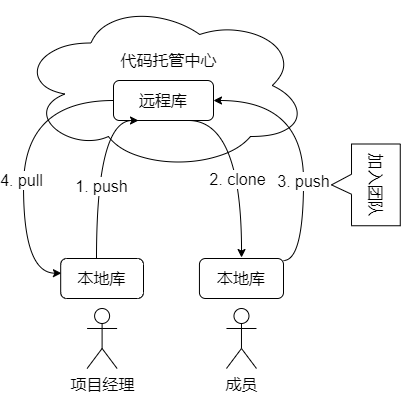 代码托管中心
远程库
4. pull
1. push
2. clone
3. push
加入团队
本地库
本地库
项目经理
成员